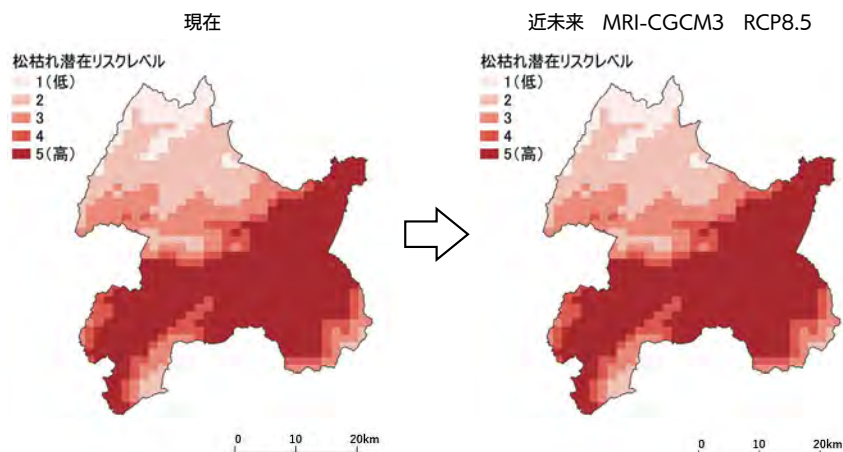 現在
松枯れ潜在リスクレベル
1(低)
2
3
4
5(高)
0 10 20km
近未来 MRI-CGCM3 RCP8.5
松枯れ潜在リスクレベル
1(低)
2
3
4
5(高)
0 10 20km